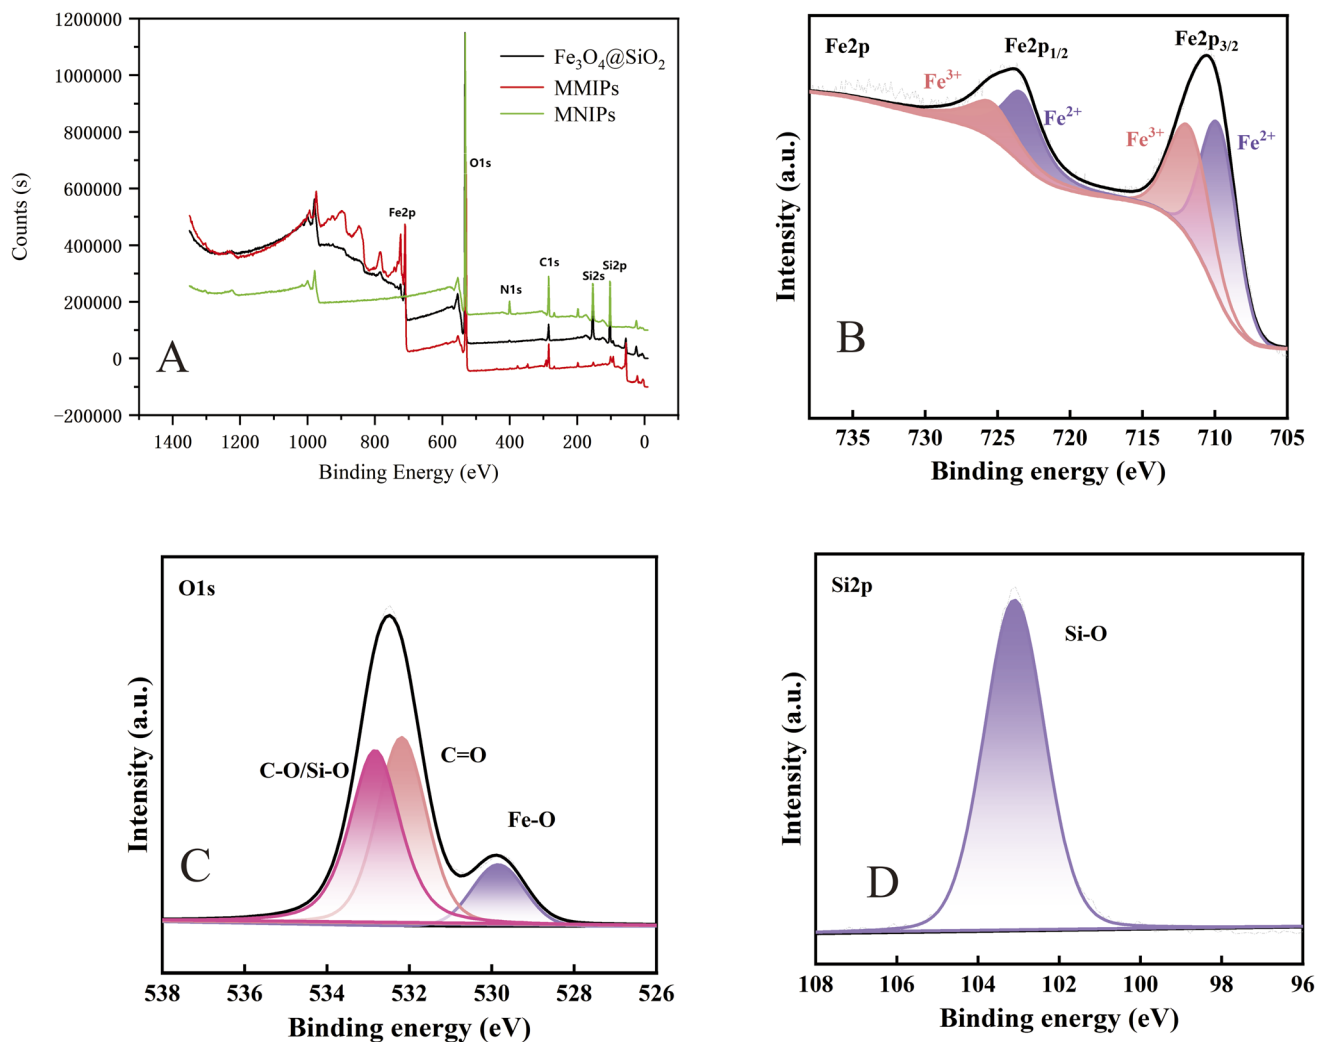 1200000
1000000
800000
600000
400000
200000
0
−200000
Counts (s)
Fe₃O₄@SiO₂
MMIPs
MNIPs
O1s
Fe2p
N1s
C1s
Si2s
Si2p
A
1400 1200 1000 800 600 400 200 0
Binding Energy (eV)
Fe2p
Fe2p1/2
Fe2p3/2
Fe³⁺
Fe²⁺
Fe³⁺
Fe²⁺
Intensity (a.u.)
B
735 730 725 720 715 710 705
Binding energy (eV)
O1s
C-O/Si-O
C=O
Fe-O
Intensity (a.u.)
C
538 536 534 532 530 528 526
Binding energy (eV)
Si2p
Si-O
Intensity (a.u.)
D
108 106 104 102 100 98 96
Binding energy (eV)